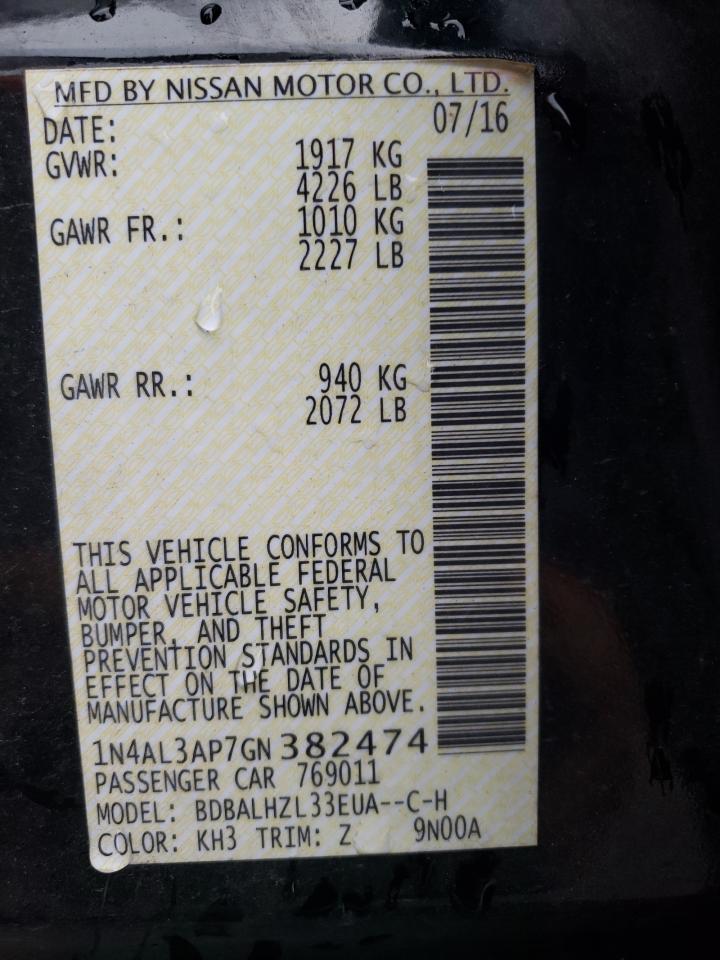 MFD BY NISSAN MOTOR CO., LTD.
DATE: 07/16
GVWR: 1917 KG
4226 LB
GAWR FR.: 1010 KG
2227 LB
GAWR RR.: 940 KG
2072 LB
THIS VEHICLE CONFORMS TO
ALL APPLICABLE FEDERAL
MOTOR VEHICLE SAFETY,
BUMPER, AND THEFT
PREVENTION STANDARDS IN
EFFECT ON THE DATE OF
MANUFACTURE SHOWN ABOVE.
1N4AL3AP7GN382474
PASSENGER CAR 769011
MODEL: BDBALHZL33EUA--C-H
COLOR: KH3 TRIM: Z 9N00A